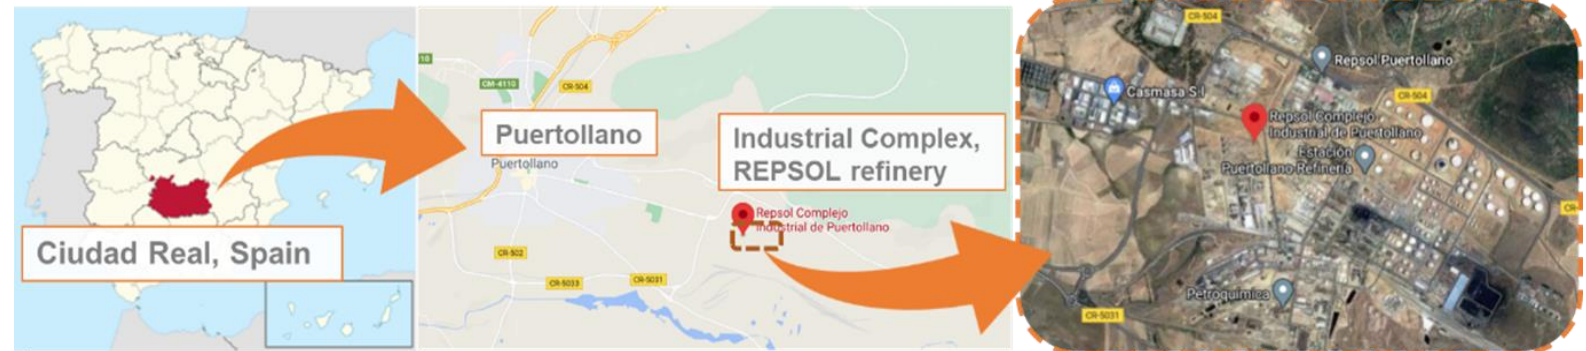 Ciudad Real, Spain
18
CM-4110
CR-504
Puertollano
Puertollano
Industrial Complex,
REPSOL refinery
Repsol Complejo
Industrial de Puertollano
CR-502
CR-5033
CR-5031
CR-504
Repsol Puertollano
Casmasa S·l
CR-504
Repsol Complejo
Industrial de Puertollano
Estación
Puertollano-Refinería
CR-
Petroquímica
CR-5031